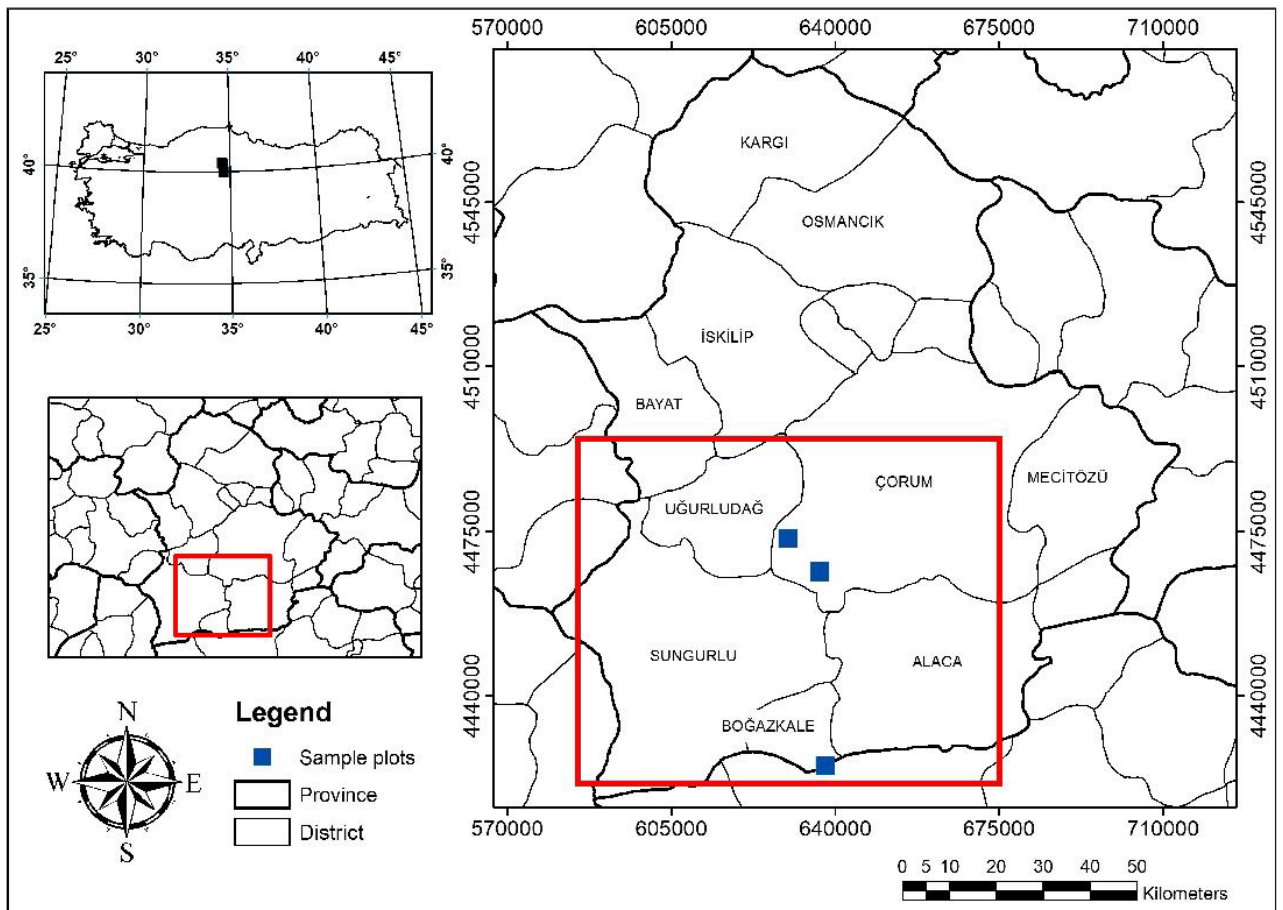 25° 30° 35° 40° 45°
40° 40°
35° 35°
25° 30° 35° 40° 45°
570000 605000 640000 675000 710000
4545000 4545000
4510000 4510000
4475000 4475000
4440000 4440000
570000 605000 640000 675000 710000
KARGI
OSMANCIK
İSKİLİP
BAYAT
ÇORUM
MECİTÖZÜ
UĞURLUDAĞ
SUNGURLU
ALACA
BOĞAZKALE
N
W E
S
Legend
Sample plots
Province
District
0 5 10 20 30 40 50
Kilometers